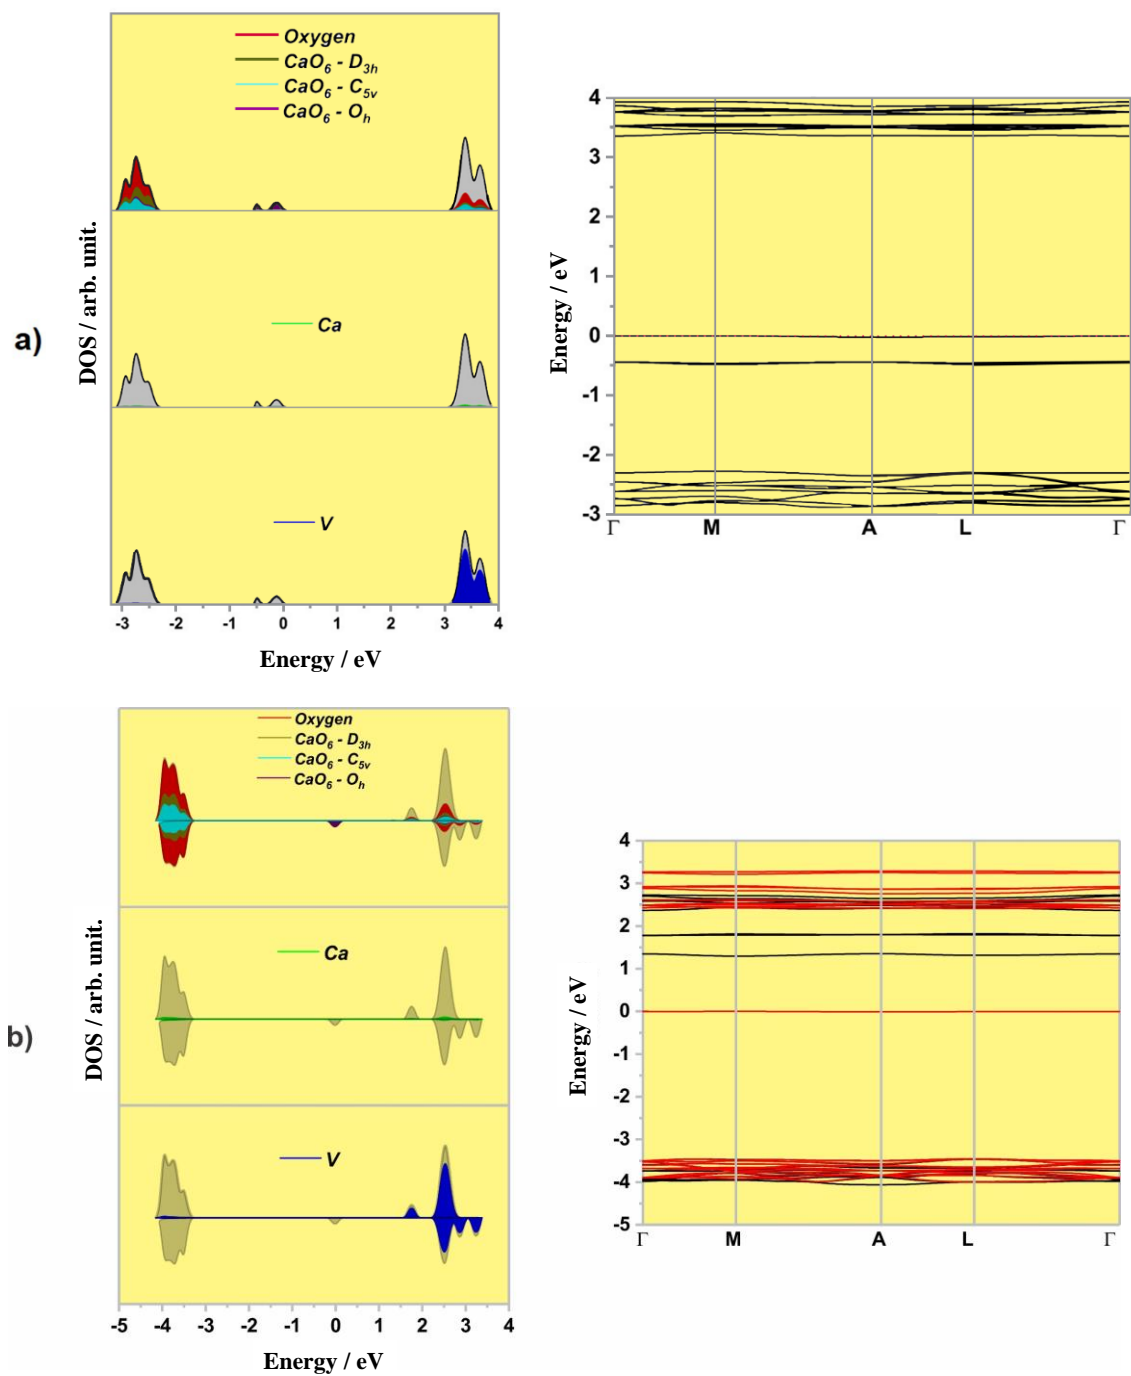 a)
Oxygen
CaO6 - D3h
CaO6 - C5v
CaO6 - Oh
Ca
V
DOS / arb. unit.
-3 -2 -1 0 1 2 3 4
Energy / eV
4
3
2
1
0
-1
-2
-3
Energy / eV
Γ M A L Γ
b)
Oxygen
CaO6 - D3h
CaO6 - C5v
CaO6 - Oh
Ca
V
DOS / arb. unit.
-5 -4 -3 -2 -1 0 1 2 3 4
Energy / eV
4
3
2
1
0
-1
-2
-3
-4
-5
Energy / eV
Γ M A L Γ